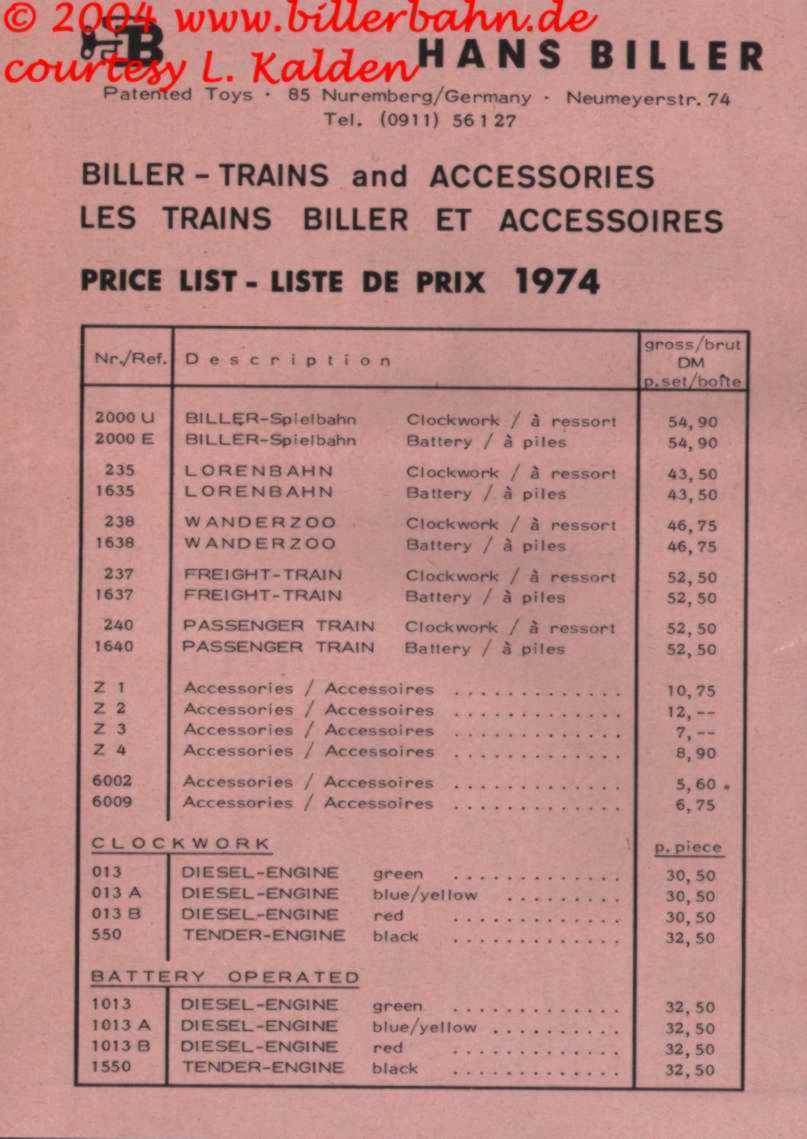 © 2004 www.billerbahn.de
courtesy L. Kalden
B
HANS BILLER
Patented Toys · 85 Nuremberg/Germany · Neumeyerstr. 74
Tel. (0911) 56 1 27
BILLER – TRAINS and ACCESSORIES
LES TRAINS BILLER ET ACCESSOIRES
PRICE LIST - LISTE DE PRIX 1974
Nr./Ref. Description gross/brut DM p.set/boîte
2000 U BILLER-Spielbahn Clockwork / à ressort 54,90
2000 E BILLER-Spielbahn Battery / à piles 54,90
235 LORENBAHN Clockwork / à ressort 43,50
1635 LORENBAHN Battery / à piles 43,50
238 WANDERZOO Clockwork / à ressort 46,75
1638 WANDERZOO Battery / à piles 46,75
237 FREIGHT-TRAIN Clockwork / à ressort 52,50
1637 FREIGHT-TRAIN Battery / à piles 52,50
240 PASSENGER TRAIN Clockwork / à ressort 52,50
1640 PASSENGER TRAIN Battery / à piles 52,50
Z 1 Accessories / Accessoires . . . . . . . . . . . . . 10,75
Z 2 Accessories / Accessoires . . . . . . . . . . . . . 12,--
Z 3 Accessories / Accessoires . . . . . . . . . . . . . 7,--
Z 4 Accessories / Accessoires . . . . . . . . . . . . . 8,90
6002 Accessories / Accessoires . . . . . . . . . . . . . 5,60
6009 Accessories / Accessoires . . . . . . . . . . . . . 6,75
CLOCKWORK p. piece
013 DIESEL-ENGINE green . . . . . . . . . . . . . 30,50
013 A DIESEL-ENGINE blue/yellow . . . . . . . . . 30,50
013 B DIESEL-ENGINE red . . . . . . . . . . . . . 30,50
550 TENDER-ENGINE black . . . . . . . . . . . . . 32,50
BATTERY OPERATED
1013 DIESEL-ENGINE green . . . . . . . . . . . . . 32,50
1013 A DIESEL-ENGINE blue/yellow . . . . . . . . . . 32,50
1013 B DIESEL-ENGINE red . . . . . . . . . . . . . 32,50
1550 TENDER-ENGINE black . . . . . . . . . . . . . 32,50